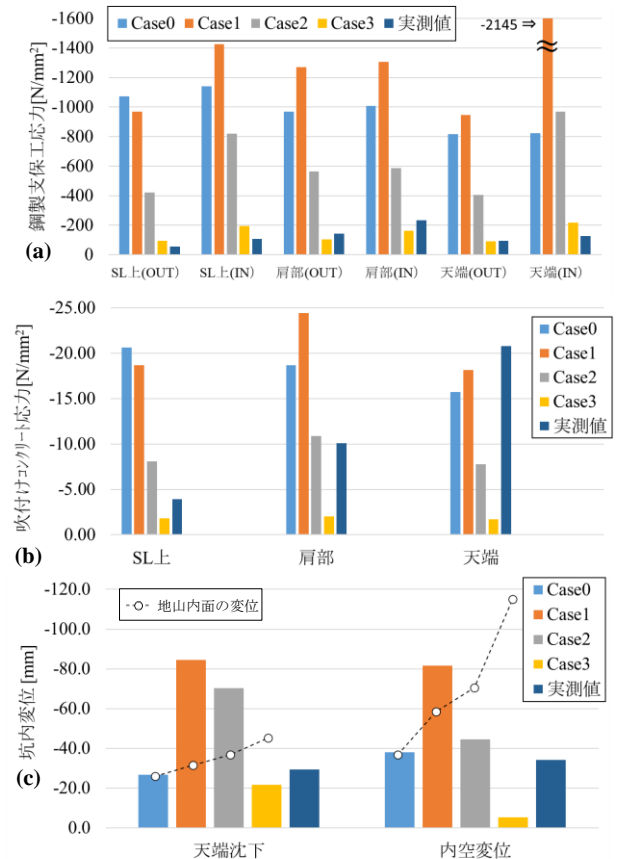 -1600
-1400
-1200
-1000
-800
-600
-400
-200
0
鋼製支保工応力[N/mm²]
Case0 Case1 Case2 Case3 実測値
-2145 ⇒
(a)
SL上(OUT) SL上(IN) 肩部(OUT) 肩部(IN) 天端(OUT) 天端(IN)
-25.00
-20.00
-15.00
-10.00
-5.00
0.00
吹付けコンクリート応力[N/mm²]
Case0
Case1
Case2
Case3
実測値
(b)
SL上 肩部 天端
-120.0
-100.0
-80.0
-60.0
-40.0
-20.0
0.0
坑内変位 [mm]
地山内面の変位
Case0
Case1
Case2
Case3
実測値
(c)
天端沈下 内空変位